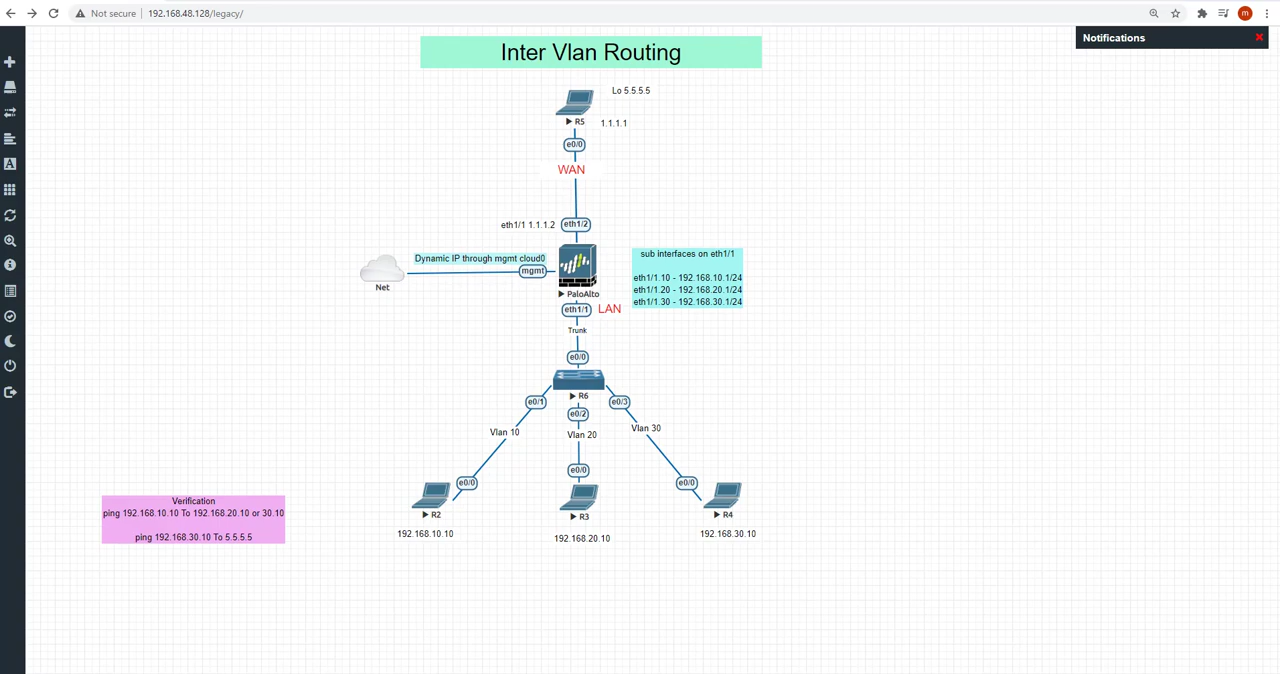 Not secure
192.168.48.128/legacy/
m
Notifications
Inter Vlan Routing
Lo 5.5.5.5
R5
1.1.1.1
e0/0
WAN
eth1/1 1.1.1.2
eth1/2
Dynamic IP through mgmt cloud0
mgmt
Net
PaloAlto
sub interfaces on eth1/1
eth1/1.10 - 192.168.10.1/24
eth1/1.20 - 192.168.20.1/24
eth1/1.30 - 192.168.30.1/24
eth1/1
LAN
Trunk
e0/0
R6
e0/1
e0/2
e0/3
Vlan 10
Vlan 20
Vlan 30
e0/0
e0/0
e0/0
R2
R3
R4
192.168.10.10
192.168.20.10
192.168.30.10
Verification
ping 192.168.10.10 To 192.168.20.10 or 30.10
ping 192.168.30.10 To 5.5.5.5